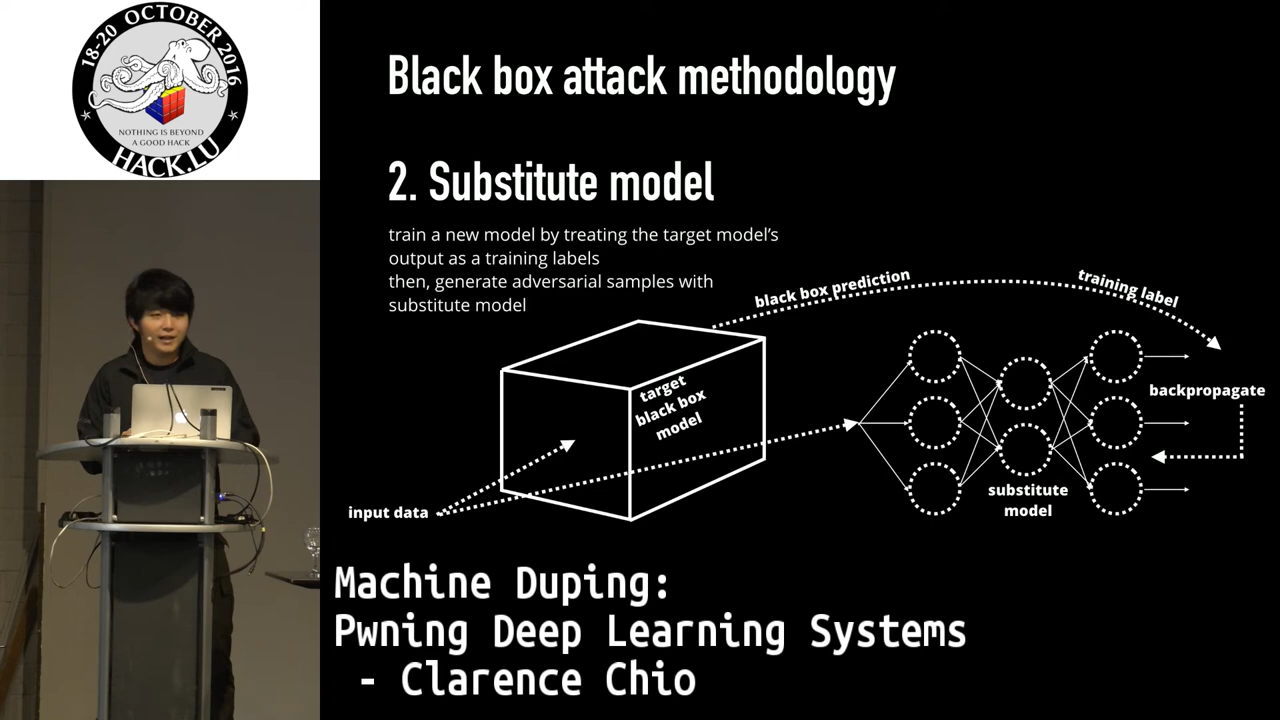 18-20 OCTOBER 2016
NOTHING IS BEYOND
A GOOD HACK
HACK.LU
Black box attack methodology
2. Substitute model
train a new model by treating the target model's
output as a training labels
then, generate adversarial samples with
substitute model
black box prediction
training label
target
black box
model
backpropagate
input data
substitute
model
Machine Duping:
Pwning Deep Learning Systems
- Clarence Chio